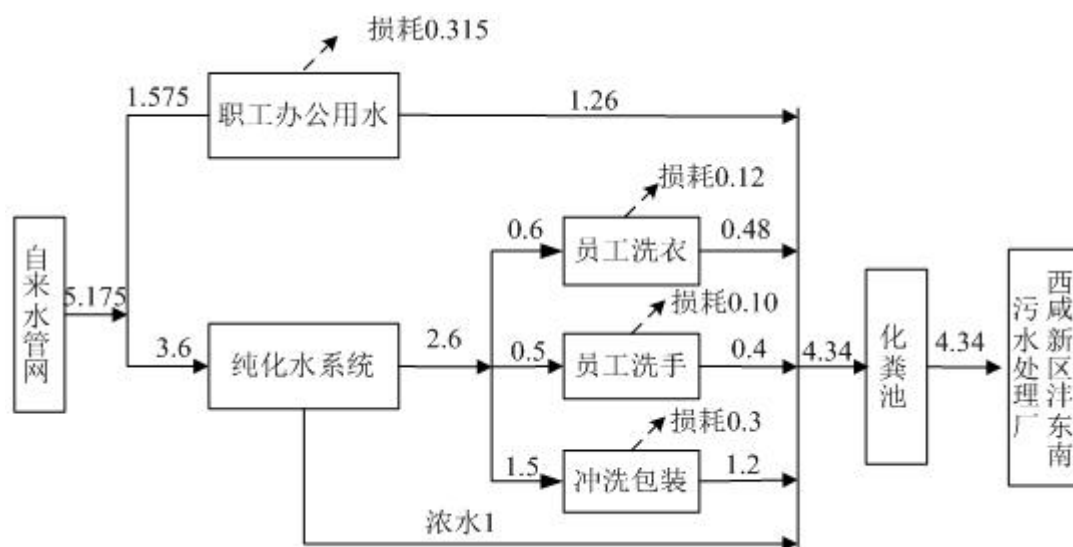 损耗0.315
1.575
职工办公用水
1.26
损耗0.12
0.6
员工洗衣
0.48
自来水管网
5.175
损耗0.10
3.6
纯化水系统
2.6
0.5
员工洗手
0.4
4.34
化粪池
4.34
西咸新区沣东南
污水处理厂
损耗0.3
1.5
冲洗包装
1.2
浓水1